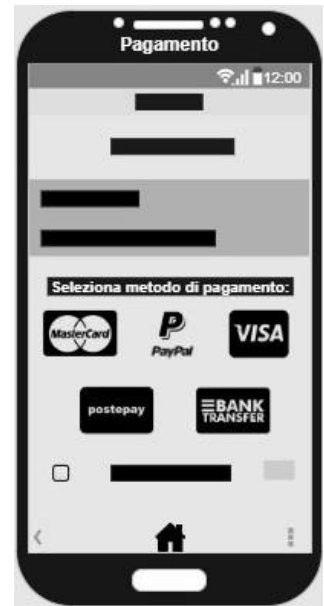 Pagamento
12:00
Seleziona metodo di pagamento:
MasterCard PayPal VISA
postepay BANK TRANSFER